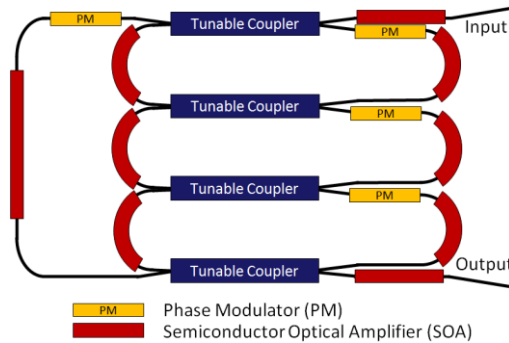 PM
Tunable Coupler
Input
PM
Tunable Coupler
PM
Tunable Coupler
PM
Tunable Coupler
Output
PM
Phase Modulator (PM)
Semiconductor Optical Amplifier (SOA)